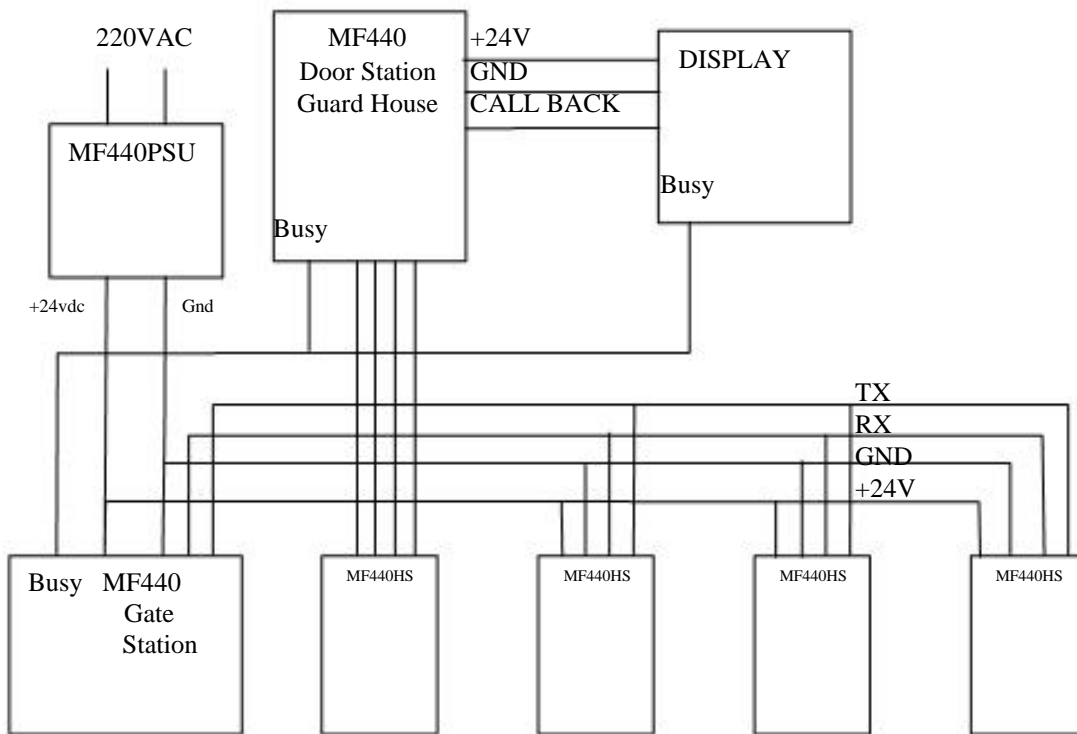 220VAC
MF440PSU
+24vdc
Gnd
MF440
Door Station
Guard House
Busy
+24V
GND
CALL BACK
DISPLAY
Busy
TX
RX
GND
+24V
Busy MF440
Gate
Station
MF440HS
MF440HS
MF440HS
MF440HS